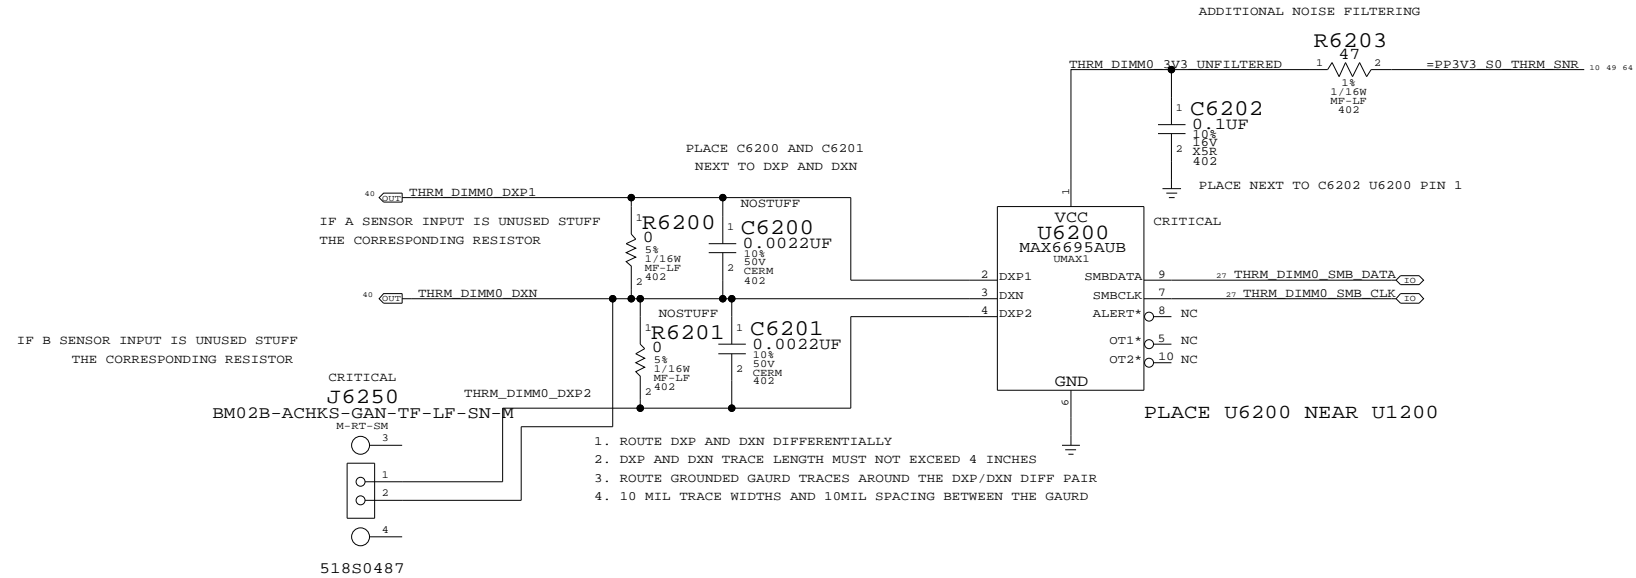 ADDITIONAL NOISE FILTERING
R6203
47
THRM_DIMM0_3V3_UNFILTERED 1 2 =PP3V3_S0_THRM_SNR 10 49 64
1%
1/16W
MF-LF
402
1 C6202
0.1UF
10%
16V
2 X5R
402
PLACE NEXT TO C6202 U6200 PIN 1
PLACE C6200 AND C6201
NEXT TO DXP AND DXN
40 OUT THRM_DIMM0_DXP1
NOSTUFF
IF A SENSOR INPUT IS UNUSED STUFF
THE CORRESPONDING RESISTOR
1 R6200
0
5%
1/16W
MF-LF
2 402
1 C6200
0.0022UF
10%
50V
2 CERM
402
1
VCC
U6200
MAX6695AUB
UMAX1
CRITICAL
2 DXP1 SMBDATA 9 27 THRM_DIMM0_SMB_DATA IO
3 DXN SMBCLK 7 27 THRM_DIMM0_SMB_CLK IO
4 DXP2 ALERT* 8 NC
OT1* 5 NC
OT2* 10 NC
GND
6
PLACE U6200 NEAR U1200
40 OUT THRM_DIMM0_DXN
NOSTUFF
IF B SENSOR INPUT IS UNUSED STUFF
THE CORRESPONDING RESISTOR
1 R6201
0
5%
1/16W
MF-LF
2 402
1 C6201
0.0022UF
10%
50V
2 CERM
402
CRITICAL
J6250
BM02B-ACHKS-GAN-TF-LF-SN-M
M-RT-SM
THRM_DIMM0_DXP2
3
1
2
4
518S0487
1. ROUTE DXP AND DXN DIFFERENTIALLY
2. DXP AND DXN TRACE LENGTH MUST NOT EXCEED 4 INCHES
3. ROUTE GROUNDED GAURD TRACES AROUND THE DXP/DXN DIFF PAIR
4. 10 MIL TRACE WIDTHS AND 10MIL SPACING BETWEEN THE GAURD